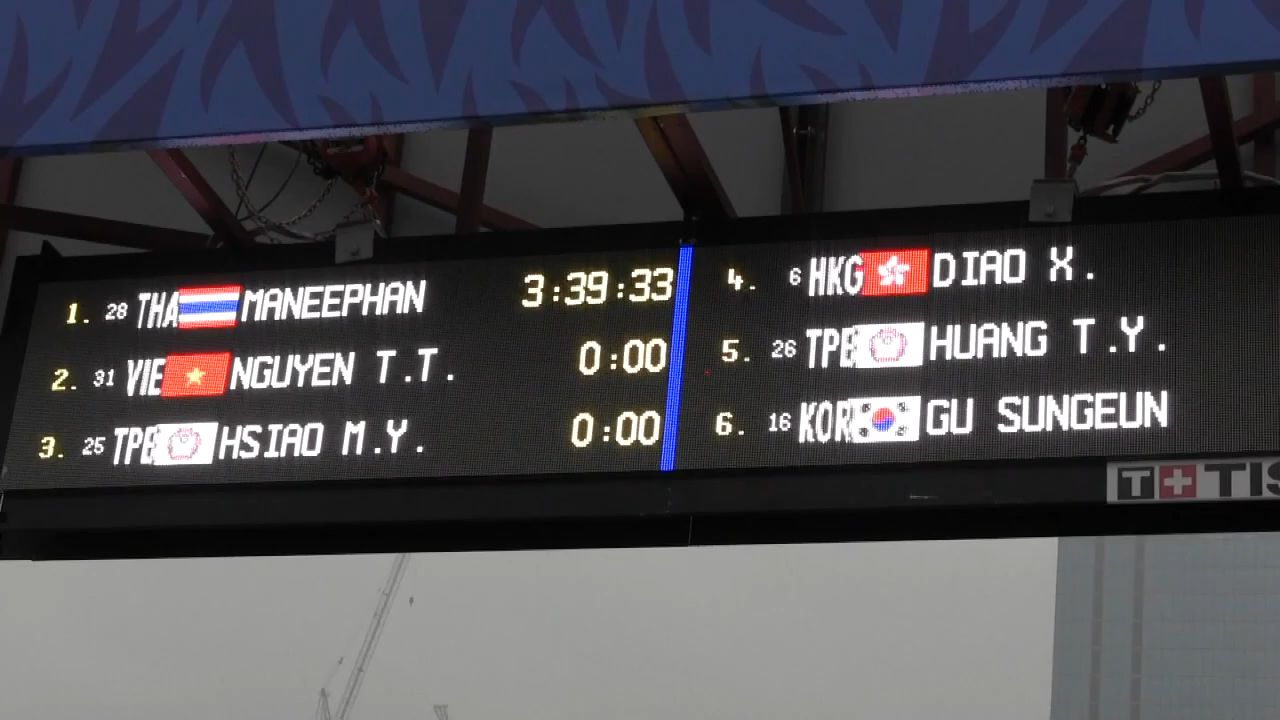 1. 28 THA MANEEPHAN 3:39:33
2. 31 VIE NGUYEN T.T. 0:00
3. 25 TPE HSIAO M.Y. 0:00
4. 6 HKG DIAO X.
5. 26 TPE HUANG T.Y.
6. 16 KOR GU SUNGEUN
T+ TIS